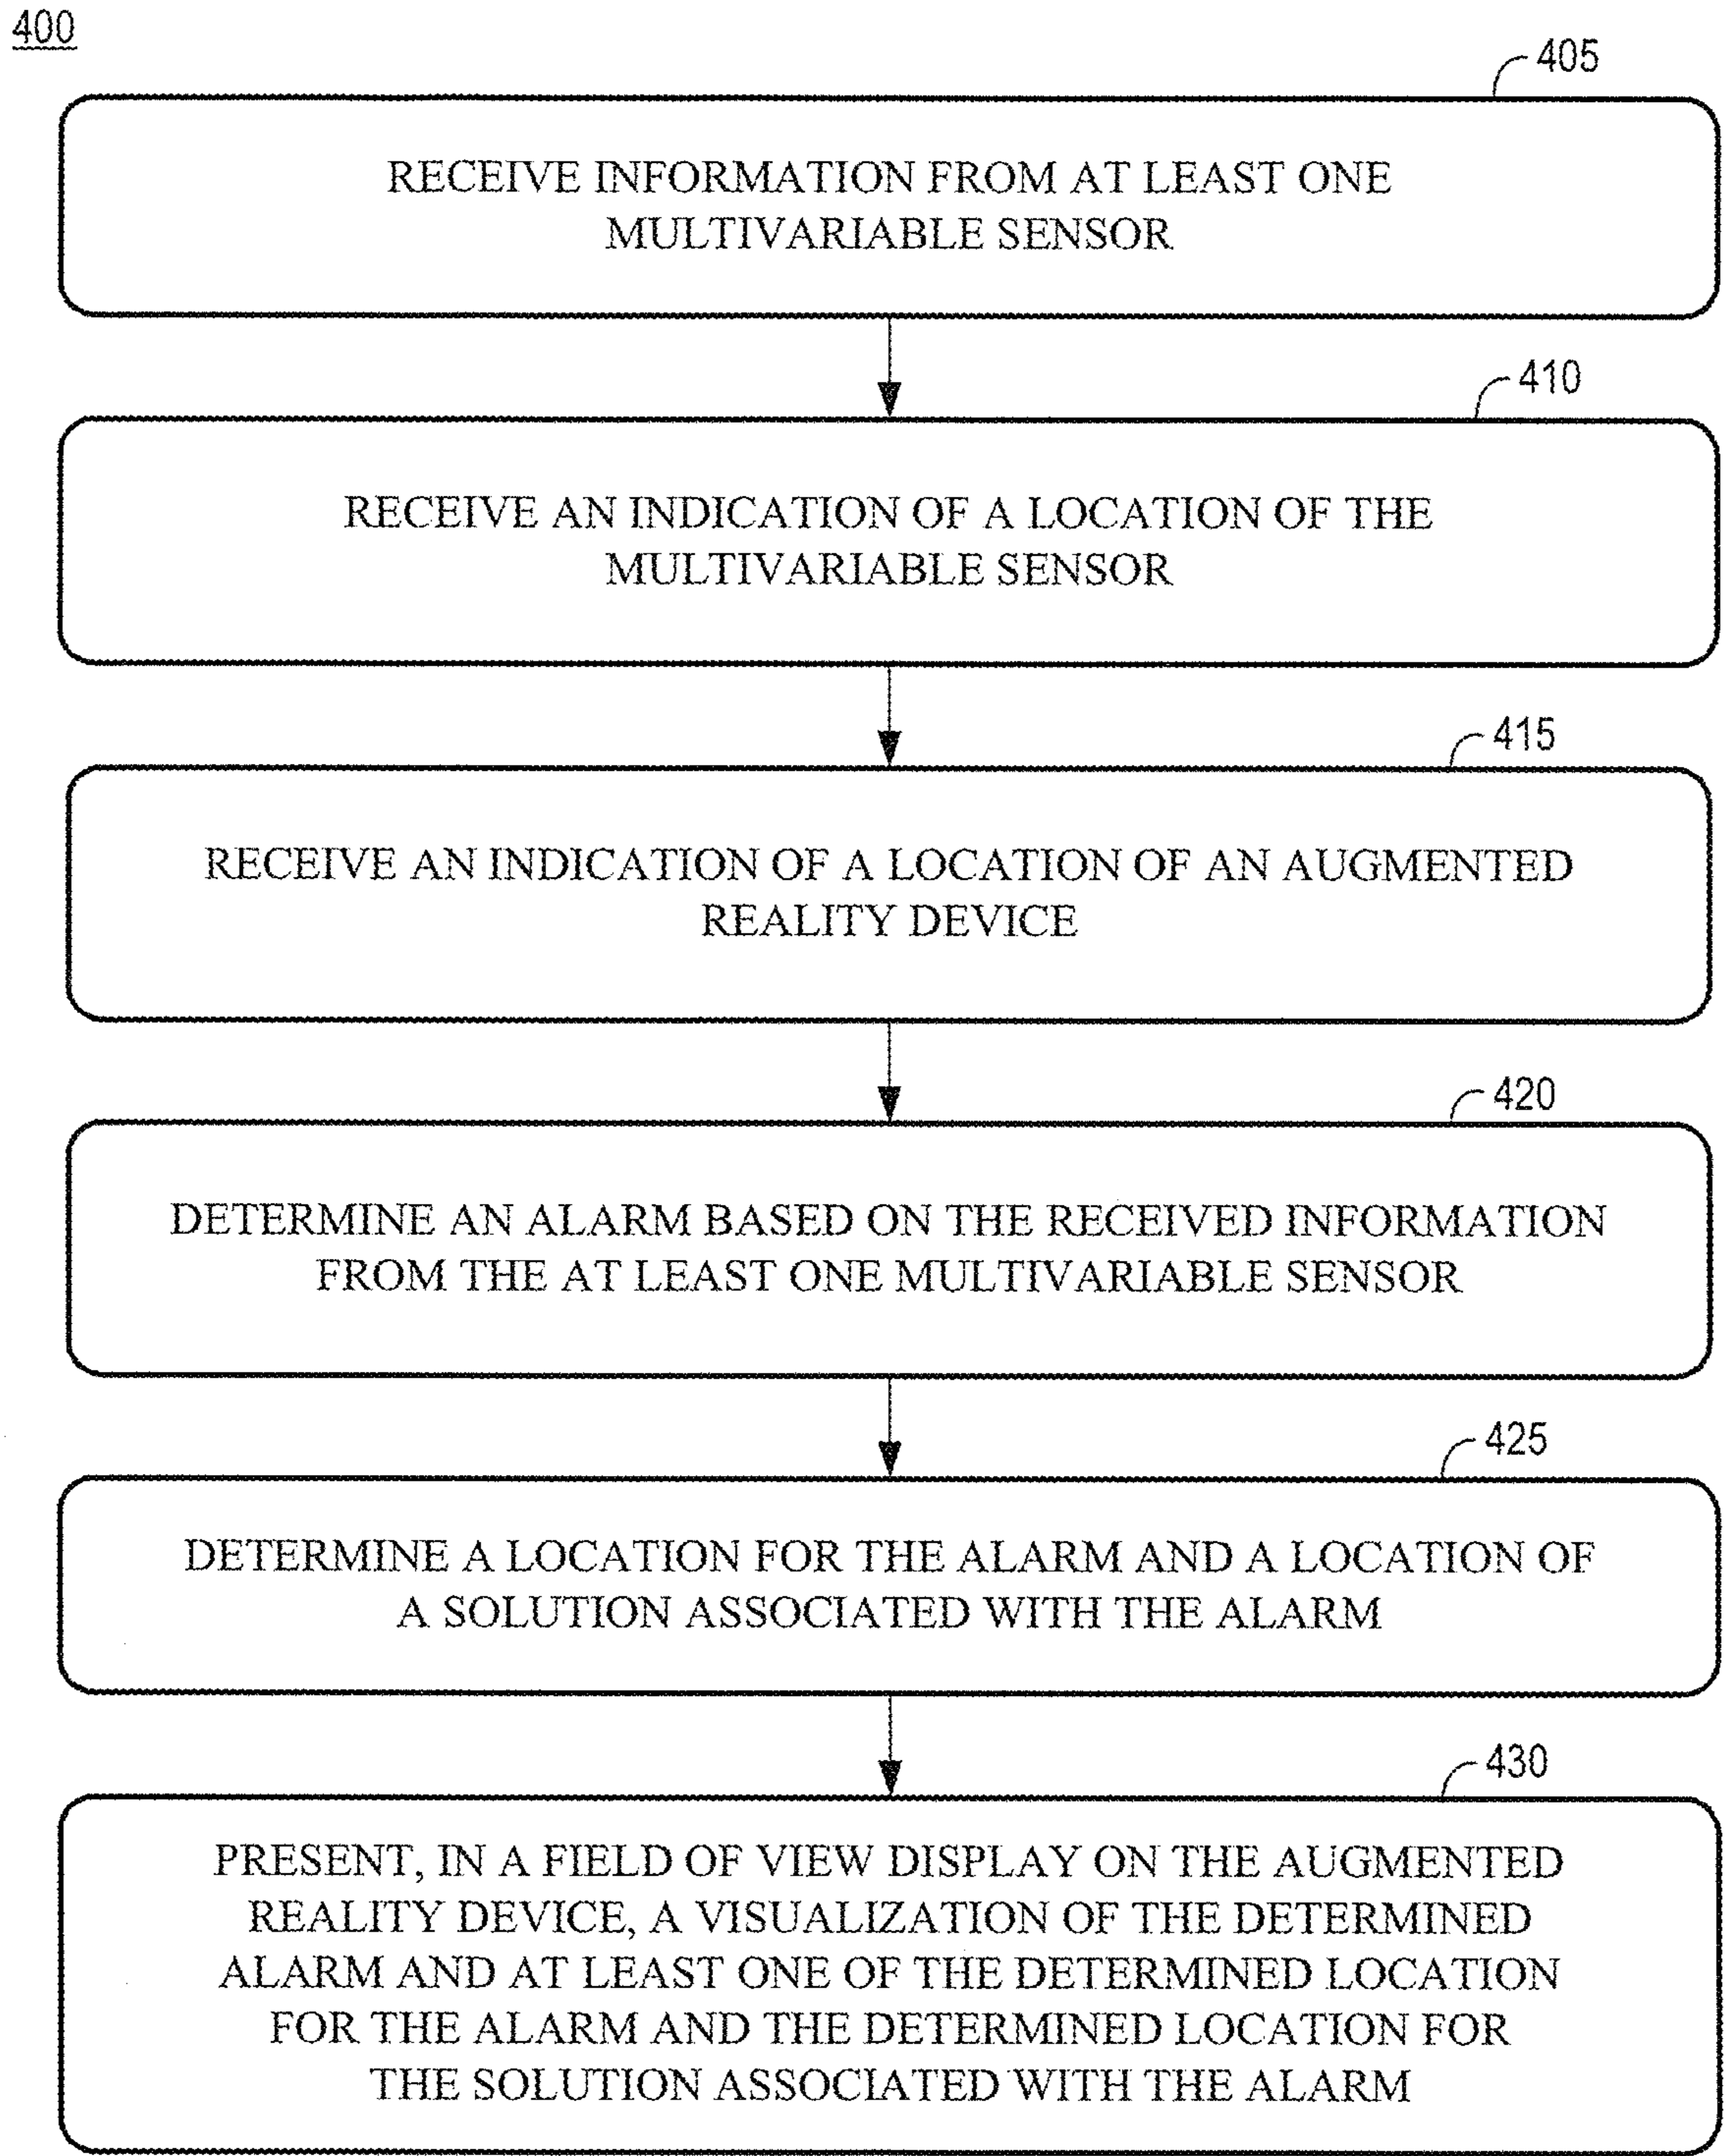 400
405
RECEIVE INFORMATION FROM AT LEAST ONE
MULTIVARIABLE SENSOR
410
RECEIVE AN INDICATION OF A LOCATION OF THE
MULTIVARIABLE SENSOR
415
RECEIVE AN INDICATION OF A LOCATION OF AN AUGMENTED
REALITY DEVICE
420
DETERMINE AN ALARM BASED ON THE RECEIVED INFORMATION
FROM THE AT LEAST ONE MULTIVARIABLE SENSOR
425
DETERMINE A LOCATION FOR THE ALARM AND A LOCATION OF
A SOLUTION ASSOCIATED WITH THE ALARM
430
PRESENT, IN A FIELD OF VIEW DISPLAY ON THE AUGMENTED
REALITY DEVICE, A VISUALIZATION OF THE DETERMINED
ALARM AND AT LEAST ONE OF THE DETERMINED LOCATION
FOR THE ALARM AND THE DETERMINED LOCATION FOR
THE SOLUTION ASSOCIATED WITH THE ALARM